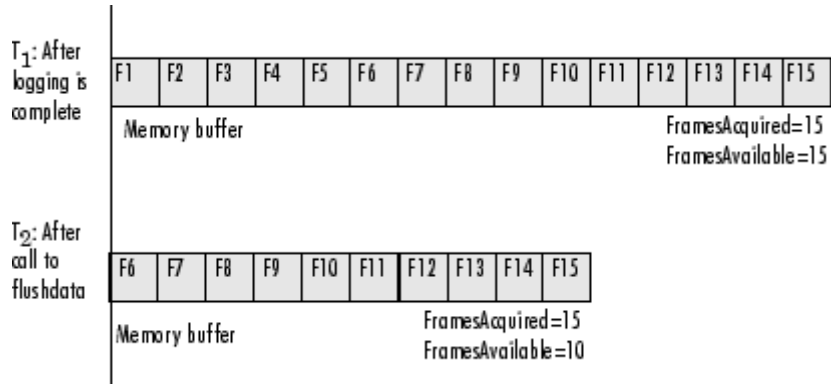 T1: After
logging is
complete
F1 F2 F3 F4 F5 F6 F7 F8 F9 F10 F11 F12 F13 F14 F15
Memory buffer
FramesAcquired=15
FramesAvailable=15
T2: After
call to
flushdata
F6 F7 F8 F9 F10 F11 F12 F13 F14 F15
Memory buffer
FramesAcquired=15
FramesAvailable=10